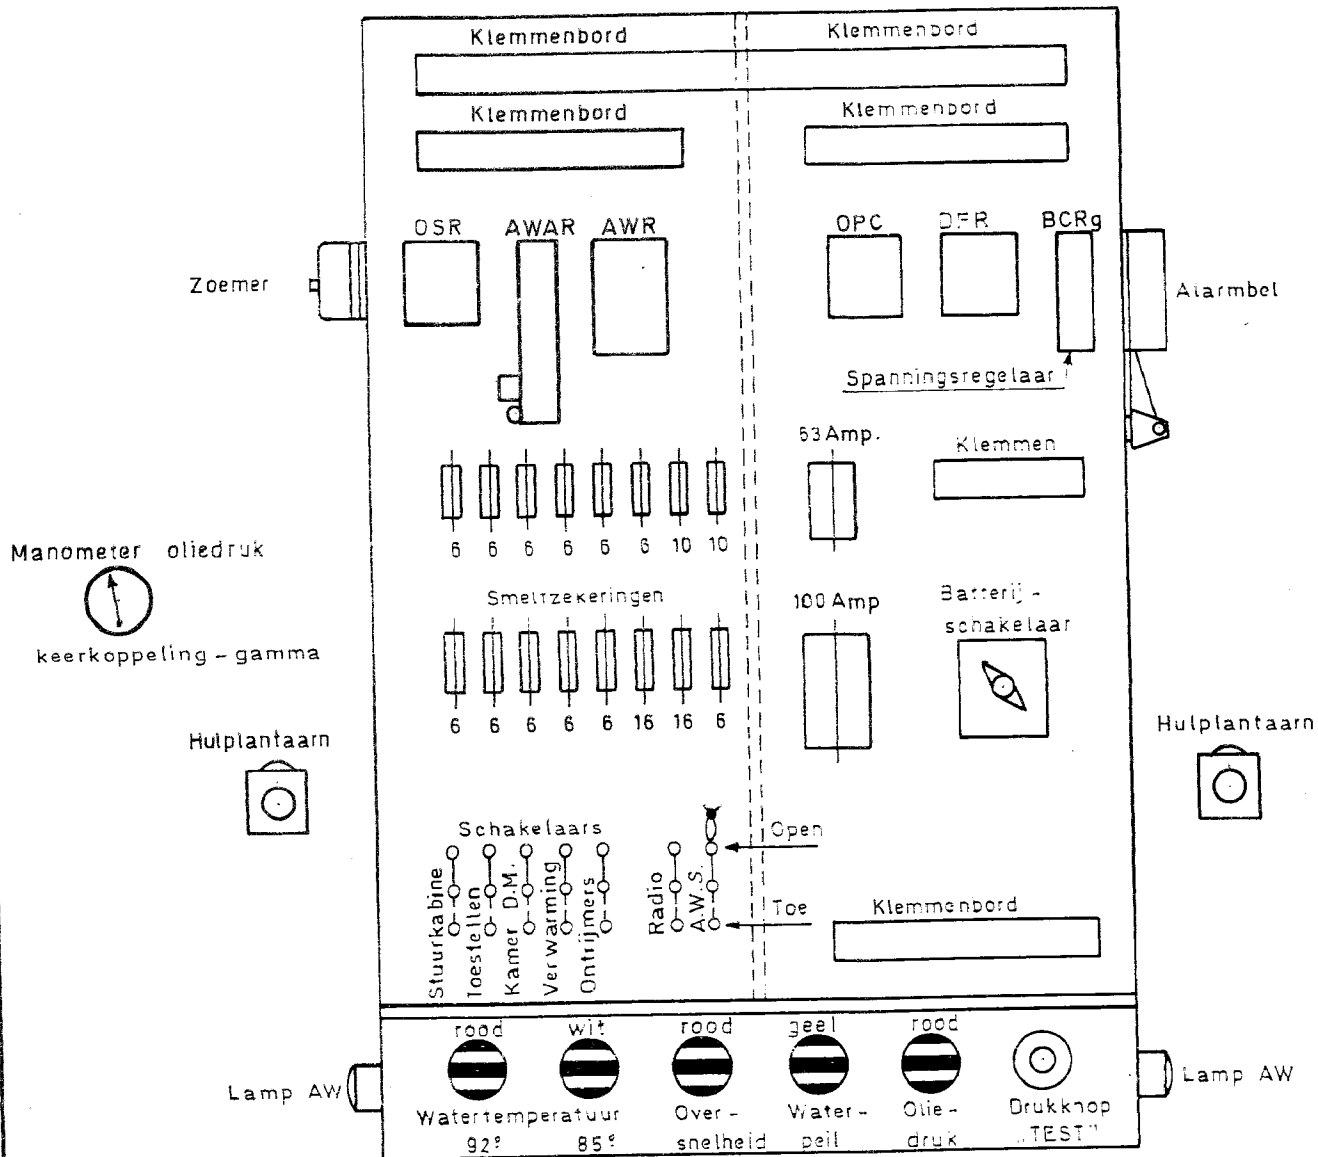 Klemmenbord Klemmenbord
Klemmenbord Klemmenbord
OSR AWAR AWR OPC DFR BCRg
Zoemer
Alarmbel
Spanningsregelaar
63 Amp.
Klemmen
6 6 6 6 6 6 10 10
Manometer oliedruk
keerkoppeling - gamma
Smeltzekeringen
100 Amp
Batterij -
schakelaar
6 6 6 6 6 16 16 6
Hulplantaarn
Hulplantaarn
Schakelaars
Open
Toe
Stuurkabine
Toestellen
Kamer D.M.
Verwarming
Ontrijmers
Radio
A.W.S.
Klemmenbord
rood wit rood geel rood
Lamp AW
Lamp AW
Watertemperatuur
92° 85°
Over -
snelheid
Water -
peil
Olie -
druk
Drukknop
„TEST"